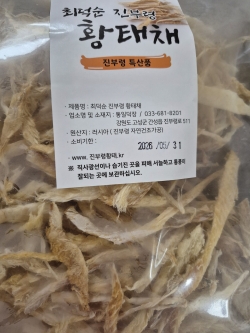 최덕순 진부령
황태채
진부령 특산품
· 제품명 : 최덕순 진부령 황태채
· 업소명 및 소재지 : 통일덕장 / 033-681-8201
강원도 고성군 간성읍 진부령로 511
· 원산지 : 러시아 ( 진부령 자연건조가공)
· 소비기한 :
2026 /05/ 31
· www. 진부령황태.kr
※ 직사광선이나 습기찬 곳을 피해 서늘하고 통풍이
잘되는 곳에 보관하십시오.